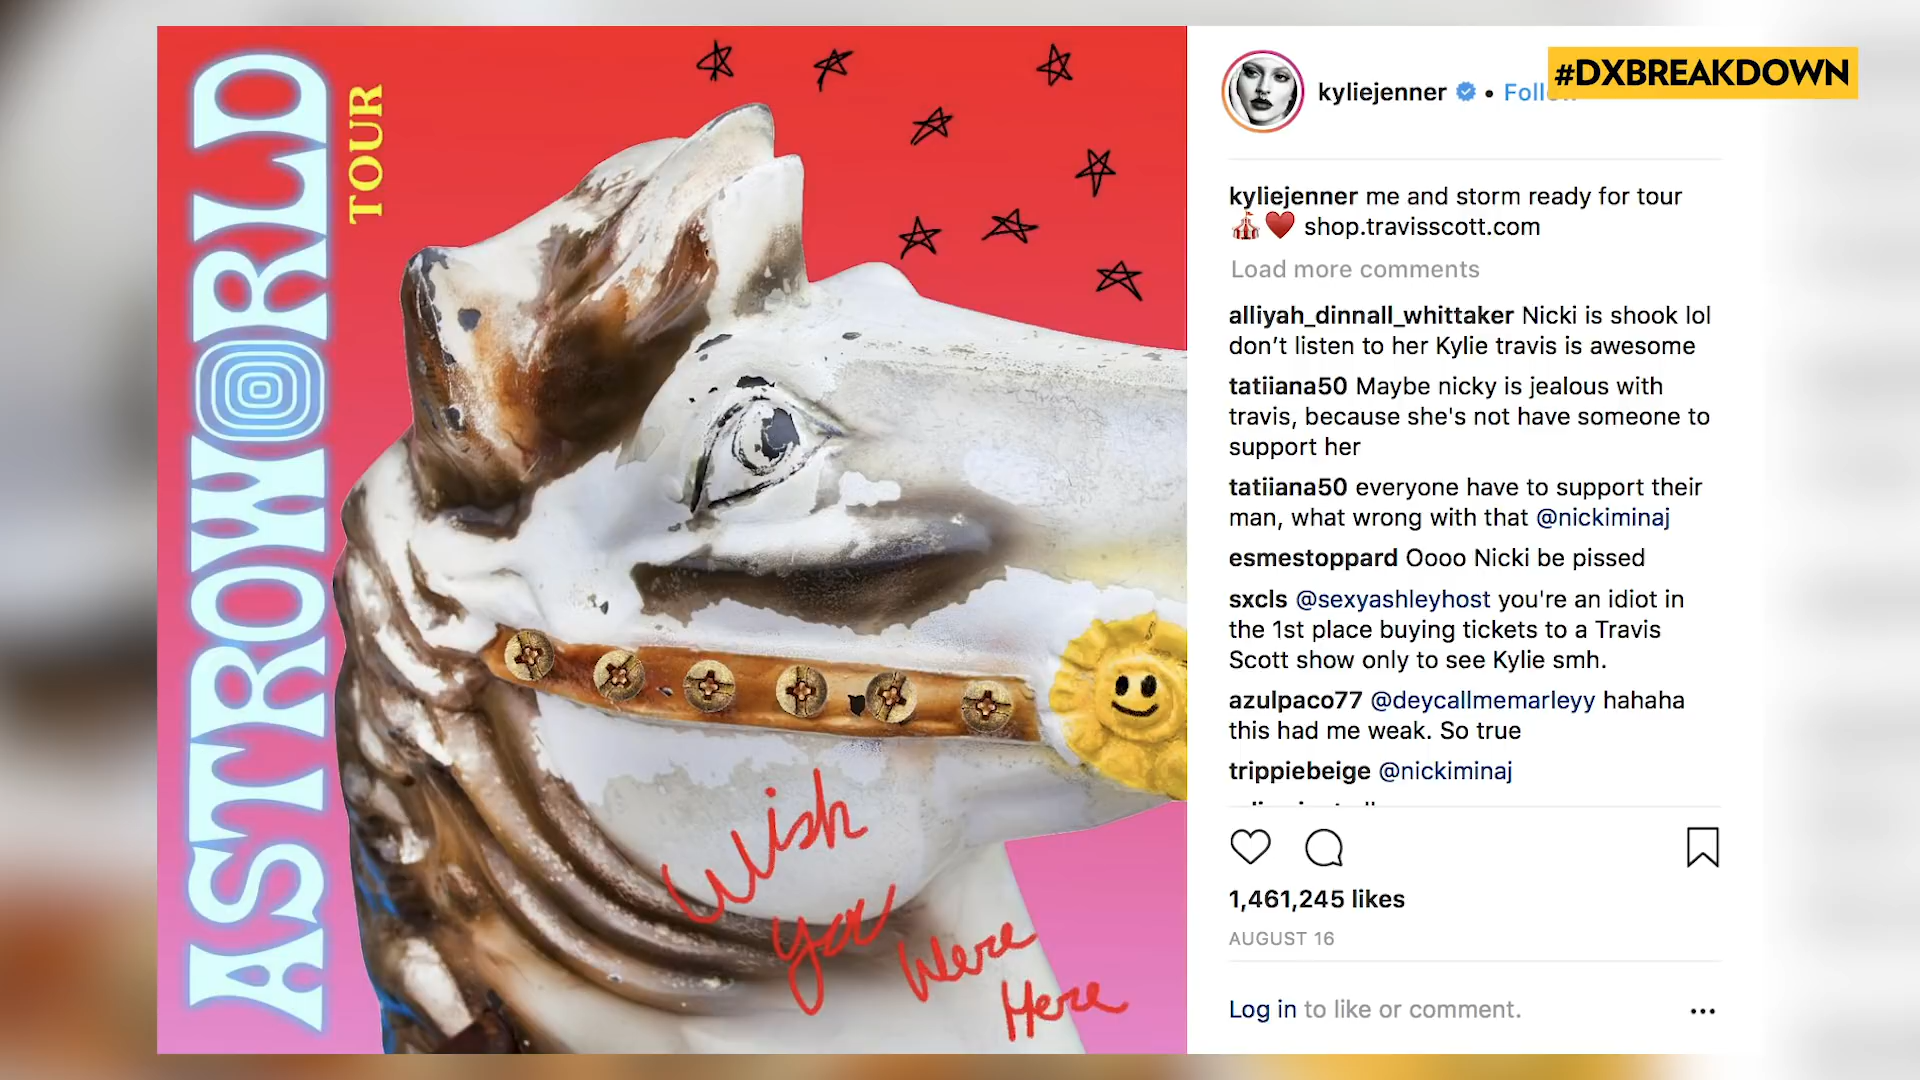 ASTROWORLD
TOUR
Wish
you
Were
Here
#DXBREAKDOWN
kyliejenner • Follow
kyliejenner me and storm ready for tour
shop.travisscott.com
Load more comments
alliyah_dinnall_whittaker Nicki is shook lol
don’t listen to her Kylie travis is awesome
tatiiana50 Maybe nicky is jealous with
travis, because she's not have someone to
support her
tatiiana50 everyone have to support their
man, what wrong with that @nickiminaj
esmestoppard Oooo Nicki be pissed
sxcls @sexyashleyhost you're an idiot in
the 1st place buying tickets to a Travis
Scott show only to see Kylie smh.
azulpaco77 @deycallmemarleyy hahaha
this had me weak. So true
trippiebeige @nickiminaj
1,461,245 likes
AUGUST 16
Log in to like or comment.